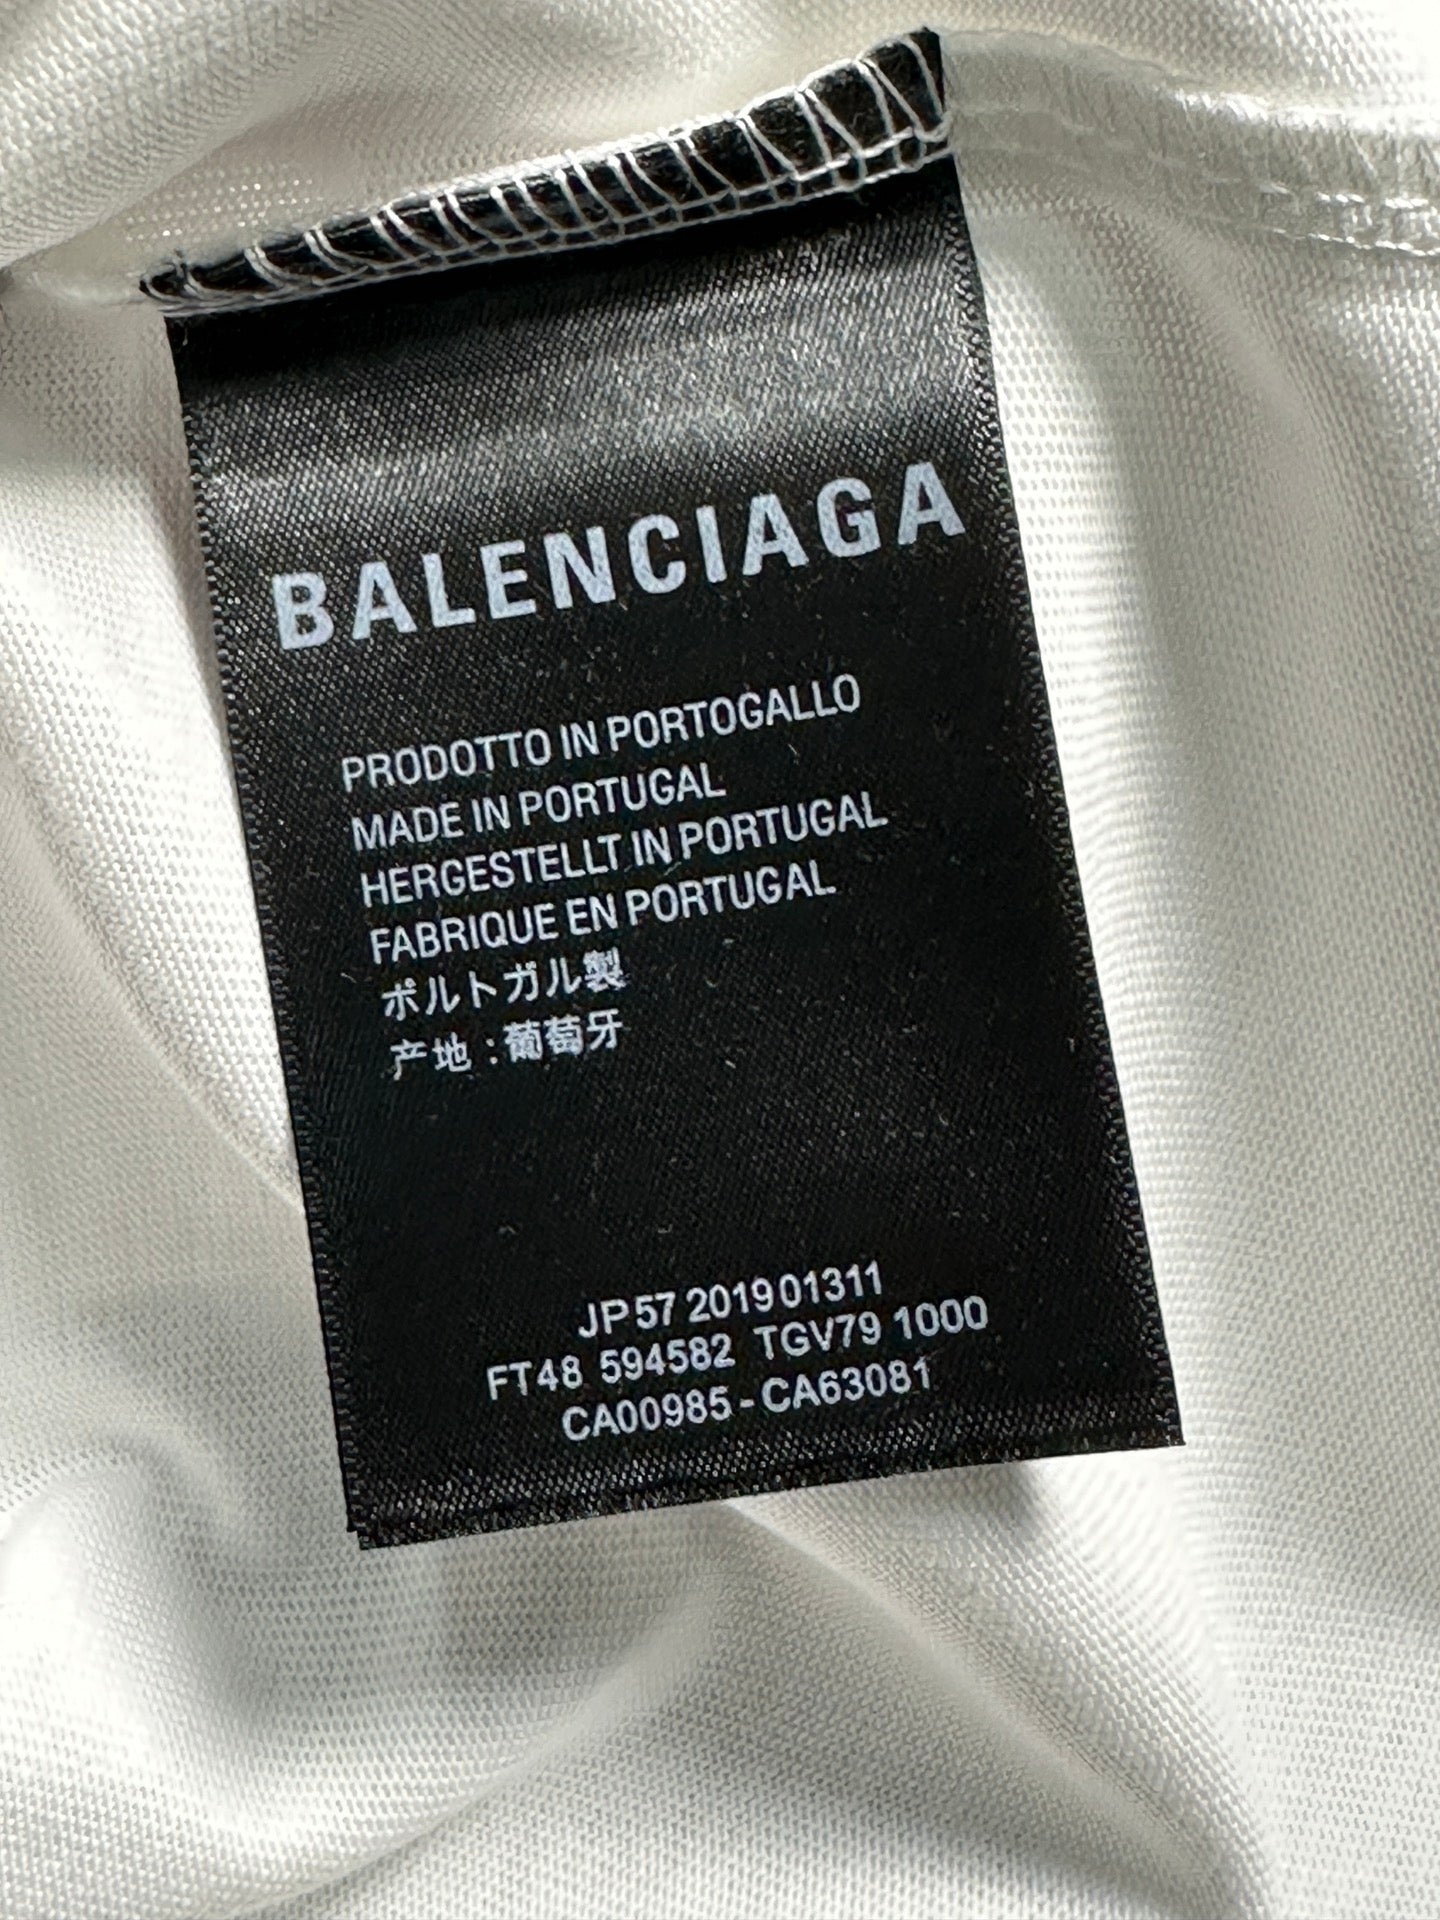 BALENCIAGA
PRODOTTO IN PORTOGALLO
MADE IN PORTUGAL
HERGESTELLT IN PORTUGAL
FABRIQUE EN PORTUGAL
ポルトガル製
产地:葡萄牙
JP57 201901311
FT48 594582 TGV79 1000
CA00985-CA63081